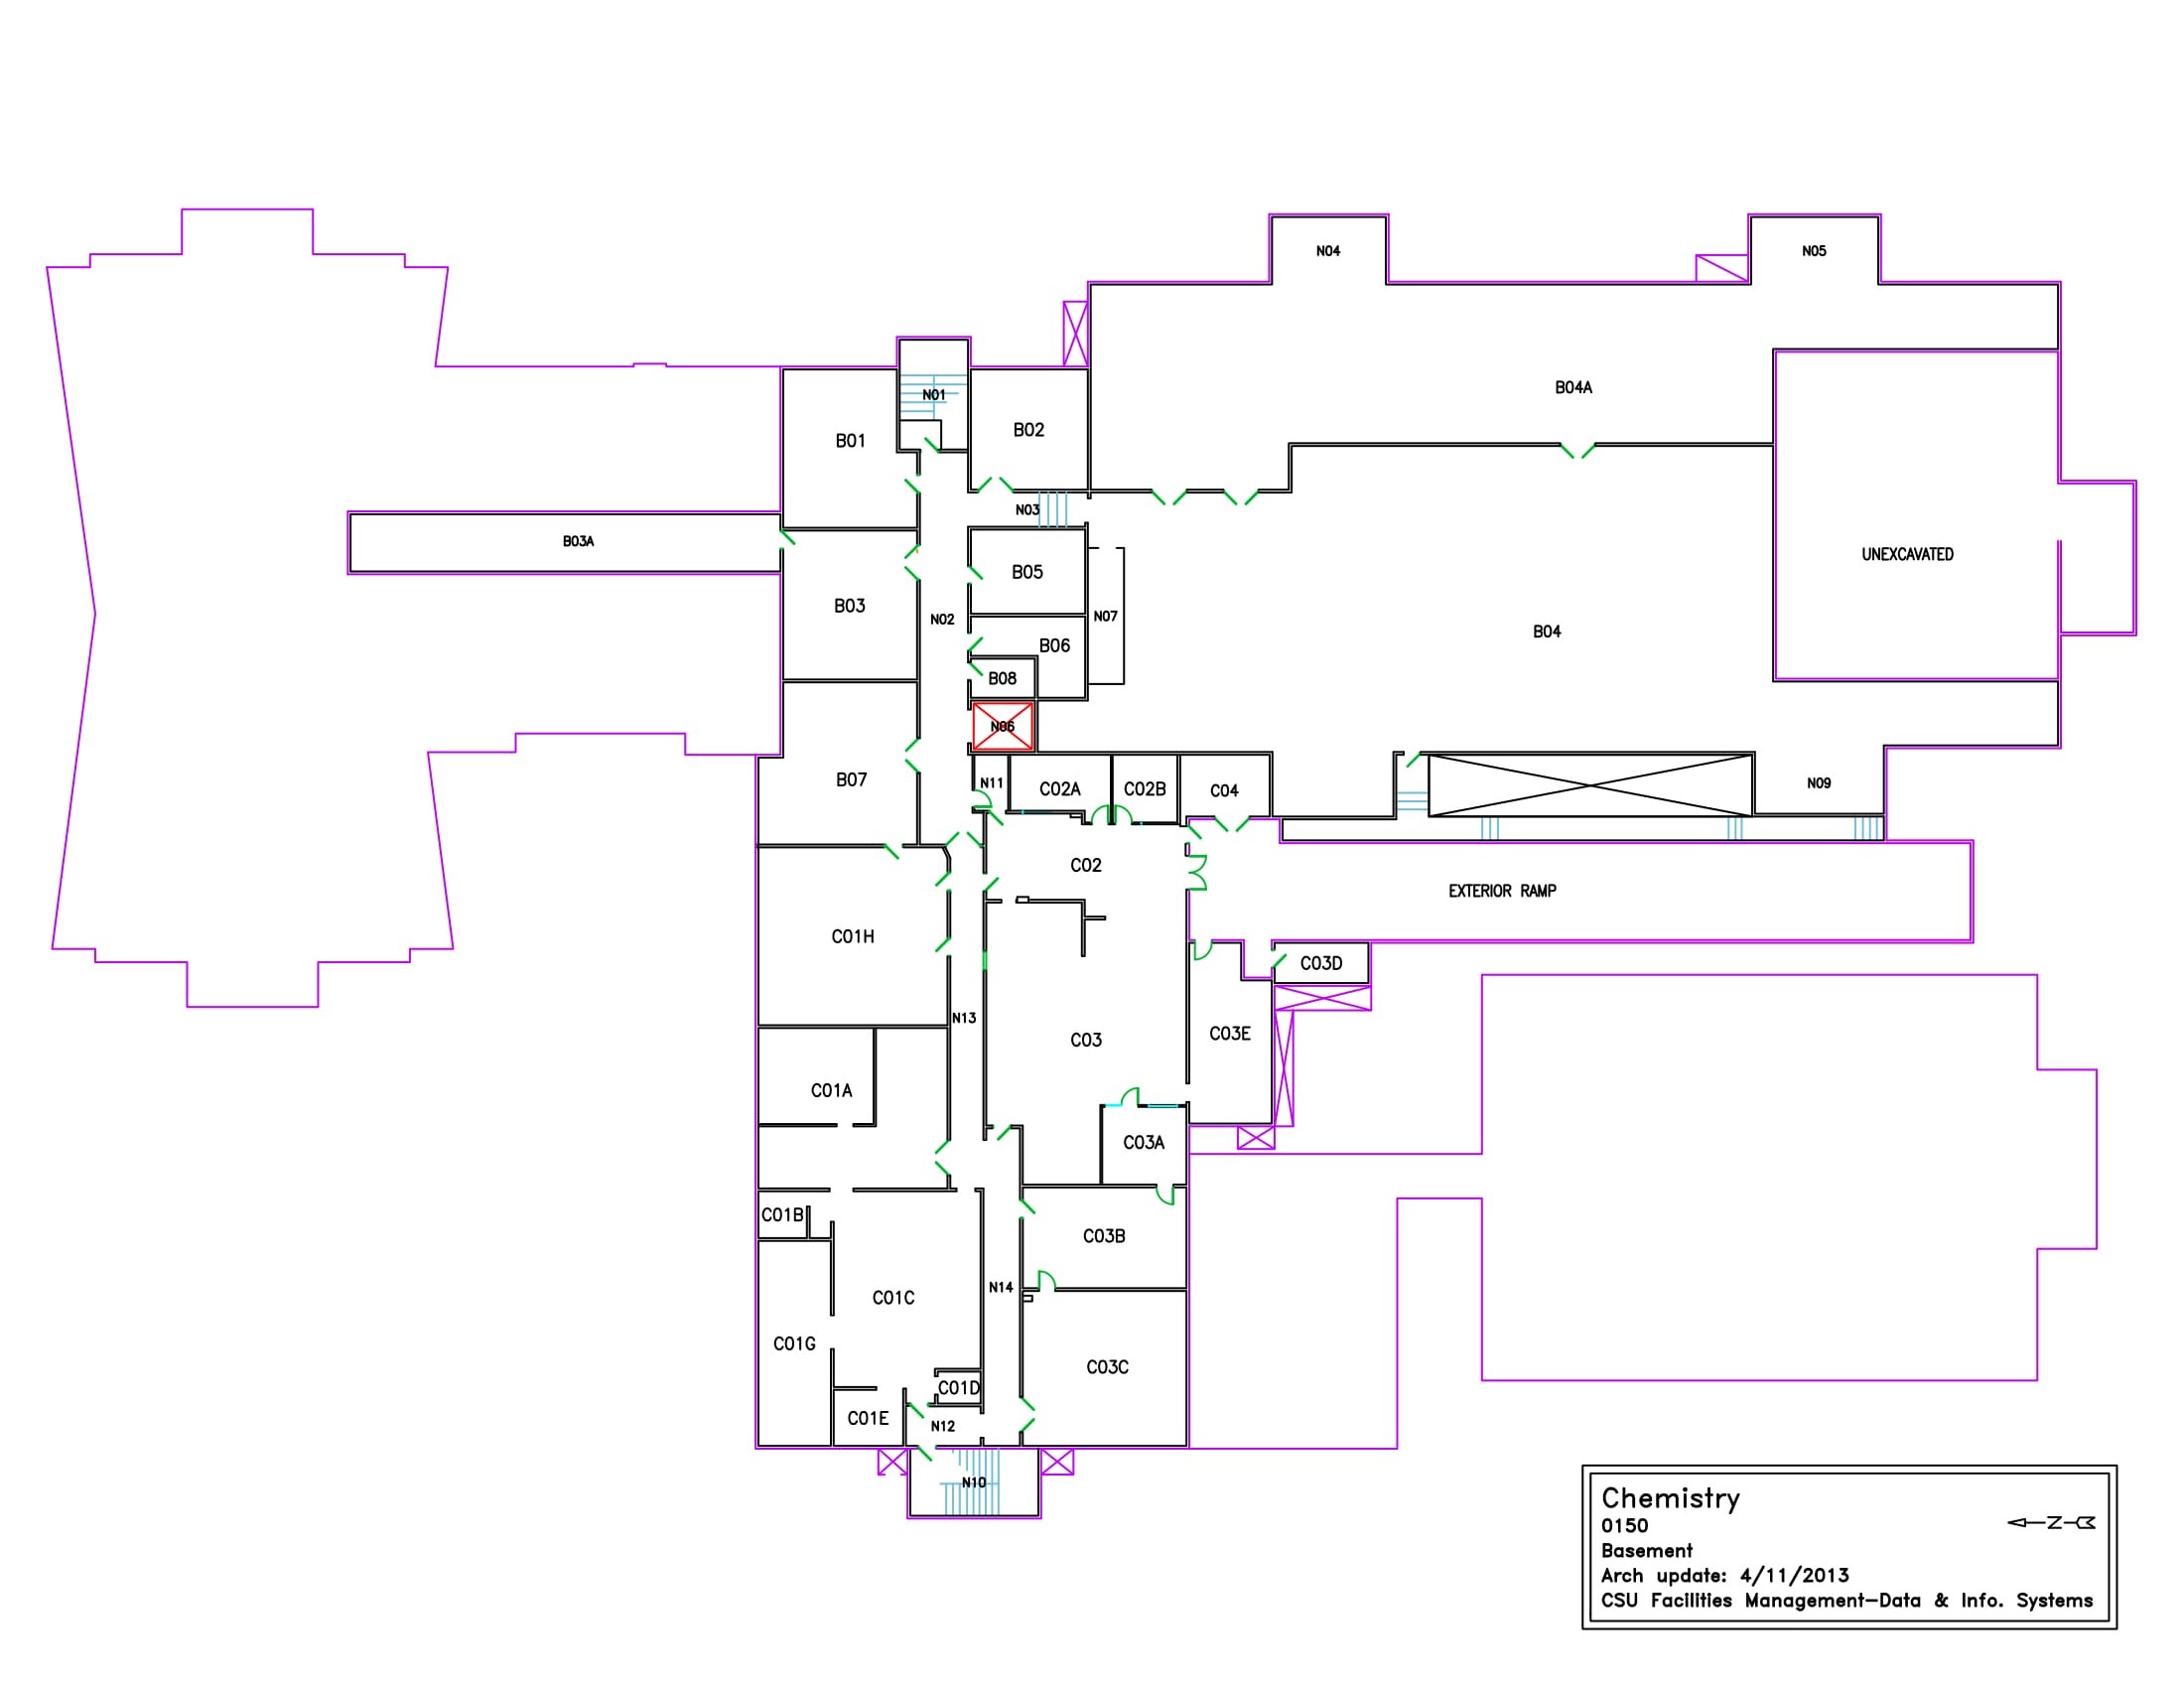 N04
N05
B04A
N01
B02
B01
N03
B03A
UNEXCAVATED
B05
B03
N02
N07
B04
B06
B08
N06
B07
N11
C02A
C02B
C04
N09
C02
EXTERIOR RAMP
C01H
C03D
N13
C03E
C03
C01A
C03A
C01B
C03B
N14
C01C
C01G
C03C
C01D
C01E
N12
N10
Chemistry
0150
N
Basement
Arch update: 4/11/2013
CSU Facilities Management-Data & Info. Systems